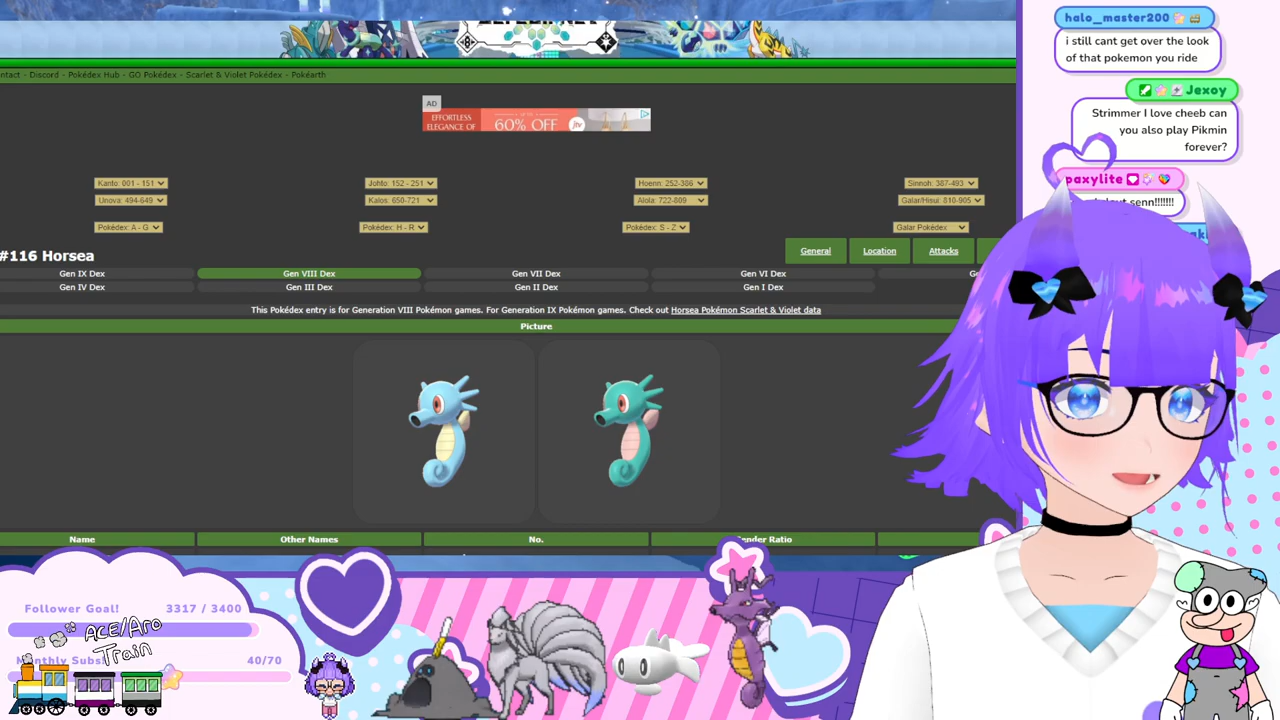 ntact - Discord - Pokédex Hub - GO Pokédex - Scarlet & Violet Pokédex - Pokéarth
AD
EFFORTLESS
ELEGANCE OF
60% OFF
jtv
Kanto: 001 - 151
Johto: 152 - 251
Hoenn: 252-386
Sinnoh: 387-493
Unova: 494-649
Kalos: 650-721
Alola: 722-809
Galar/Hisui: 810-905
Pokédex: A - G
Pokédex: H - R
Pokédex: S - Z
Galar Pokédex
#116 Horsea
General
Location
Attacks
Gen IX Dex
Gen VIII Dex
Gen VII Dex
Gen VI Dex
Ge
Gen IV Dex
Gen III Dex
Gen II Dex
Gen I Dex
This Pokédex entry is for Generation VIII Pokémon games. For Generation IX Pokémon games. Check out Horsea Pokémon Scarlet & Violet data
Picture
Name
Other Names
No.
ender Ratio
halo_master200
i still cant get over the look
of that pokemon you ride
Jexoy
Strimmer I love cheeb can
you also play Pikmin
forever?
paxylite
senn!!!!!!!
Follower Goal! 3317 / 3400
ACE/Aro
Train
onthly Subs 40/70